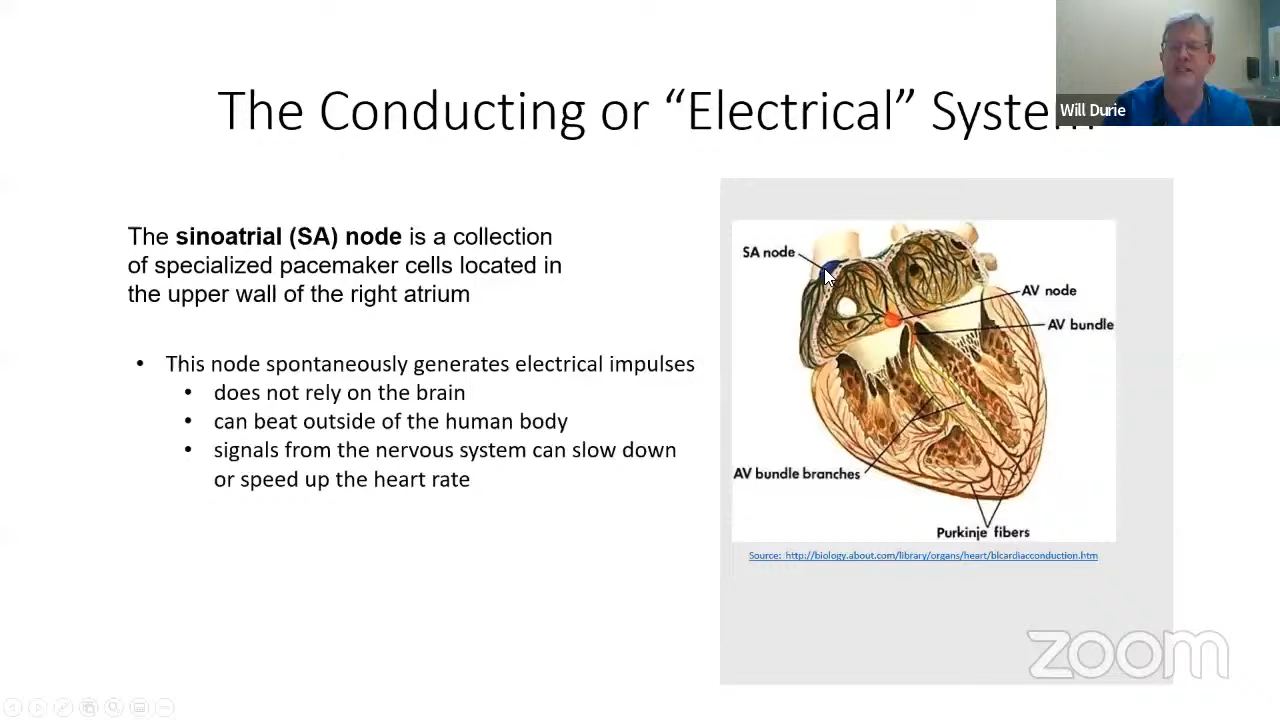 The Conducting or “Electrical” System
Will Durie
The sinoatrial (SA) node is a collection
of specialized pacemaker cells located in
the upper wall of the right atrium
• This node spontaneously generates electrical impulses
• does not rely on the brain
• can beat outside of the human body
• signals from the nervous system can slow down
or speed up the heart rate
SA node
AV node
AV bundle
AV bundle branches
Purkinje fibers
Source: http://biology.about.com/library/organs/heart/blcardiacconduction.htm
zoom